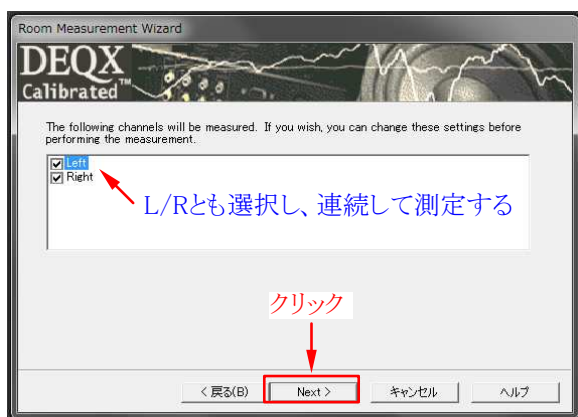 Room Measurement Wizard
DEQX
Calibrated™
The following channels will be measured. If you wish, you can change these settings before
performing the measurement.
Left
Right
L/Rとも選択し、連続して測定する
クリック
< 戻る(B) Next > キャンセル ヘルプ